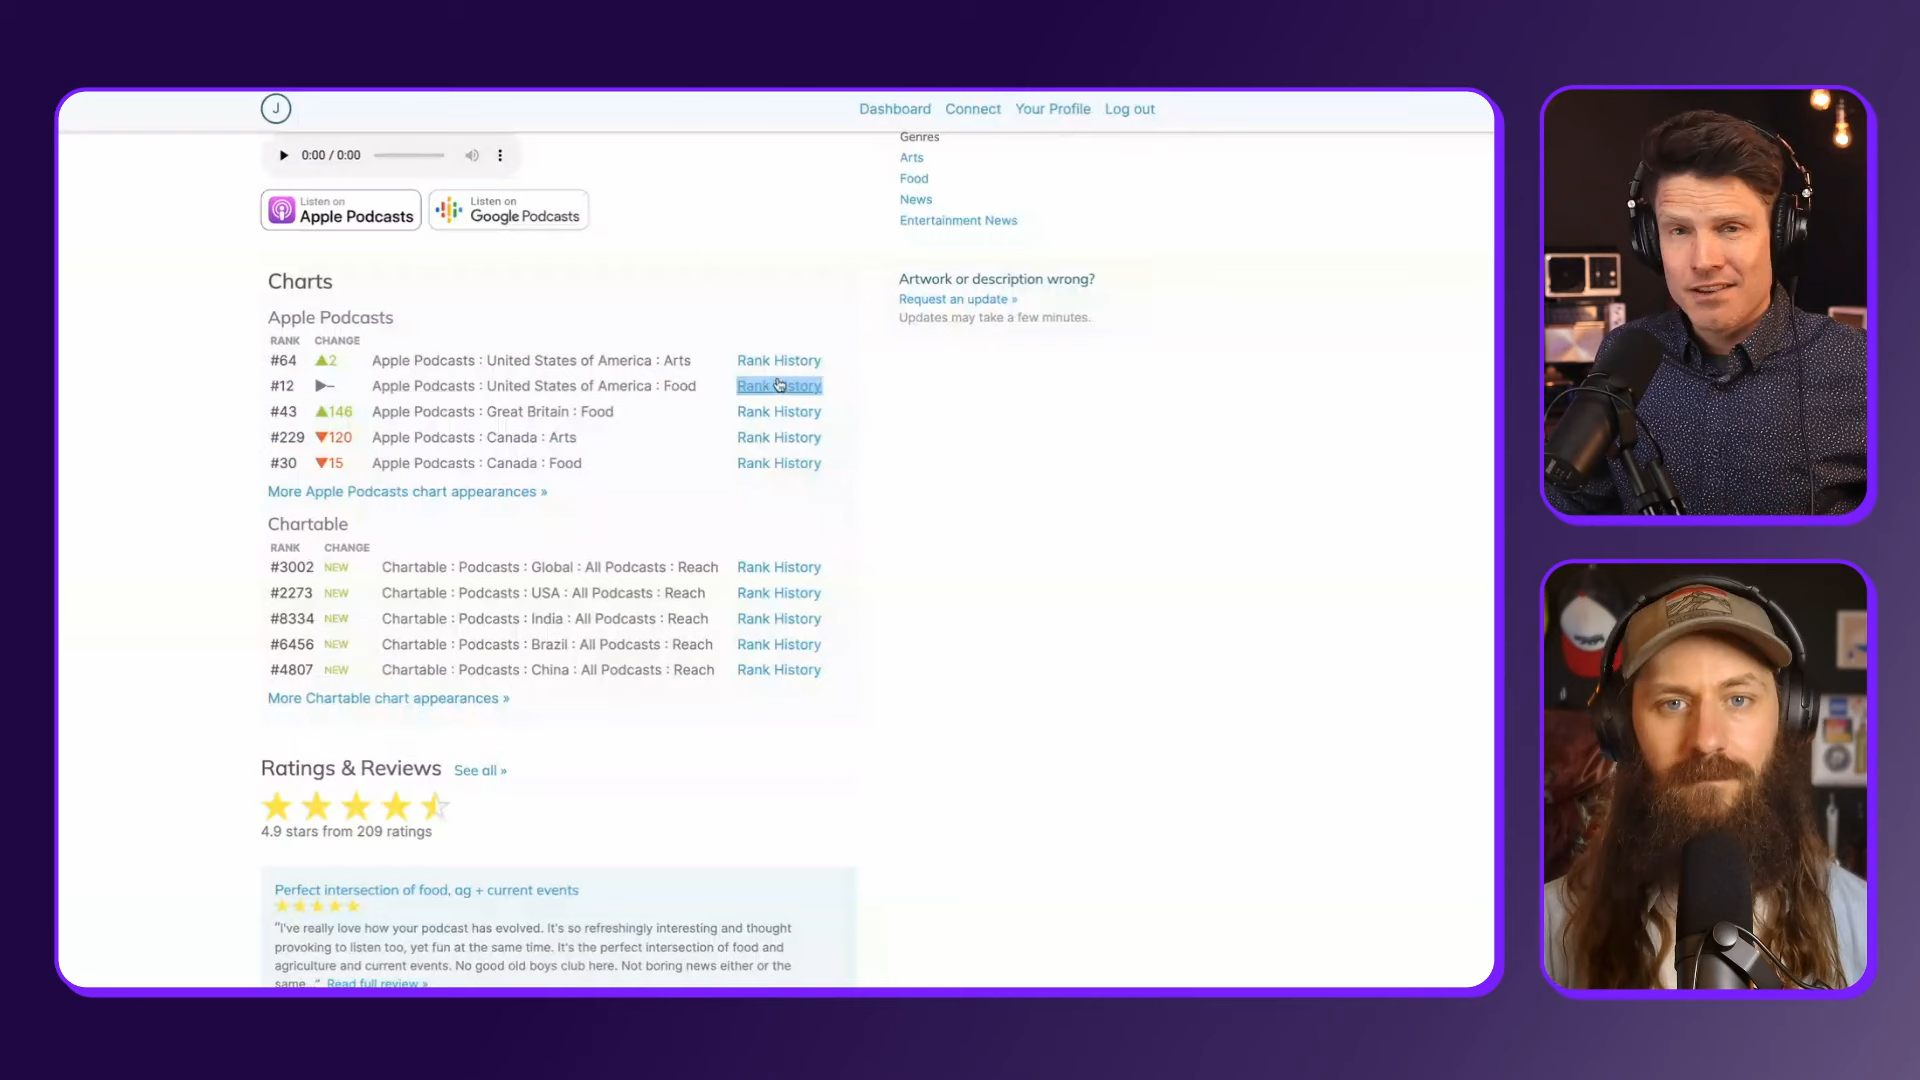 J
Dashboard Connect Your Profile Log out
0:00 / 0:00
Listen on
Apple Podcasts
Listen on
Google Podcasts
Genres
Arts
Food
News
Entertainment News
Artwork or description wrong?
Request an update »
Updates may take a few minutes.
Charts
Apple Podcasts
RANK CHANGE
#64 ▲2 Apple Podcasts : United States of America : Arts Rank History
#12 ▶– Apple Podcasts : United States of America : Food Rank History
#43 ▲146 Apple Podcasts : Great Britain : Food Rank History
#229 ▼120 Apple Podcasts : Canada : Arts Rank History
#30 ▼15 Apple Podcasts : Canada : Food Rank History
More Apple Podcasts chart appearances »
Chartable
RANK CHANGE
#3002 NEW Chartable : Podcasts : Global : All Podcasts : Reach Rank History
#2273 NEW Chartable : Podcasts : USA : All Podcasts : Reach Rank History
#8334 NEW Chartable : Podcasts : India : All Podcasts : Reach Rank History
#6456 NEW Chartable : Podcasts : Brazil : All Podcasts : Reach Rank History
#4807 NEW Chartable : Podcasts : China : All Podcasts : Reach Rank History
More Chartable chart appearances »
Ratings & Reviews See all »
4.9 stars from 209 ratings
Perfect intersection of food, ag + current events
"I've really love how your podcast has evolved. It's so refreshingly interesting and thought
provoking to listen too, yet fun at the same time. It's the perfect intersection of food and
agriculture and current events. No good old boys club here. Not boring news either or the
same..." Read full review »